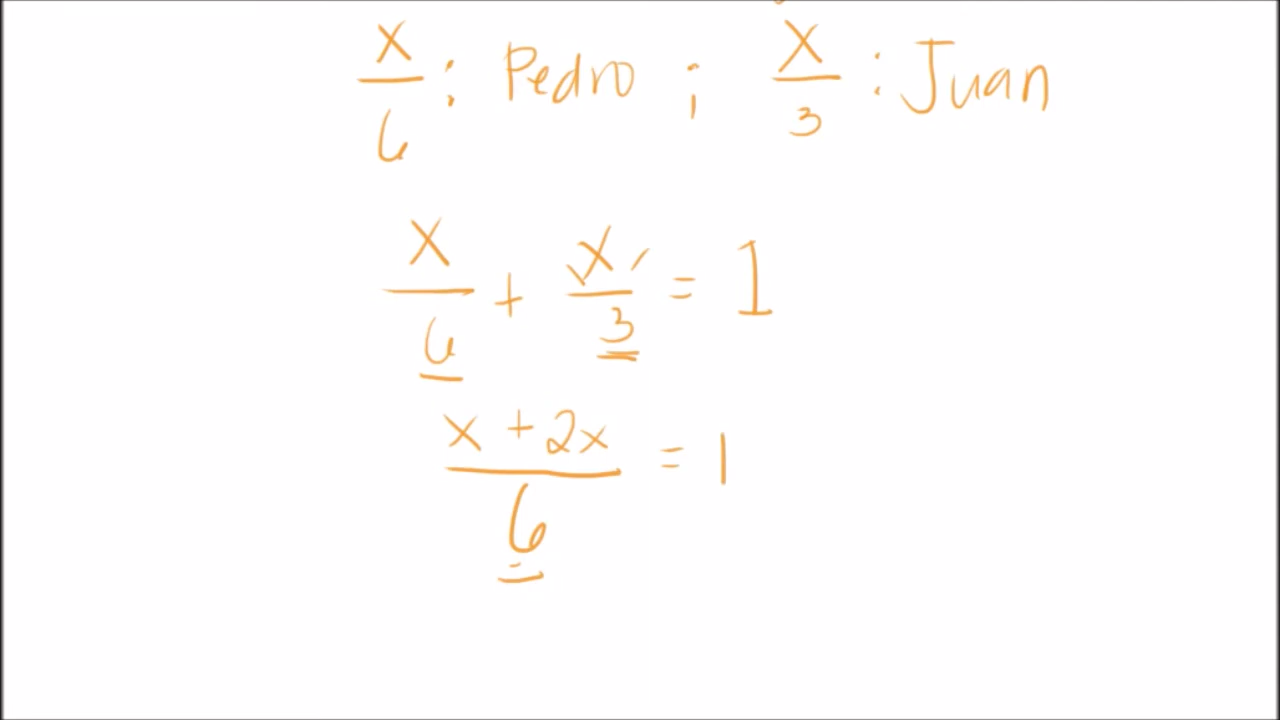 x/6 : Pedro ; x/3 : Juan
x/6 + x/3 = 1
x + 2x/6 = 1